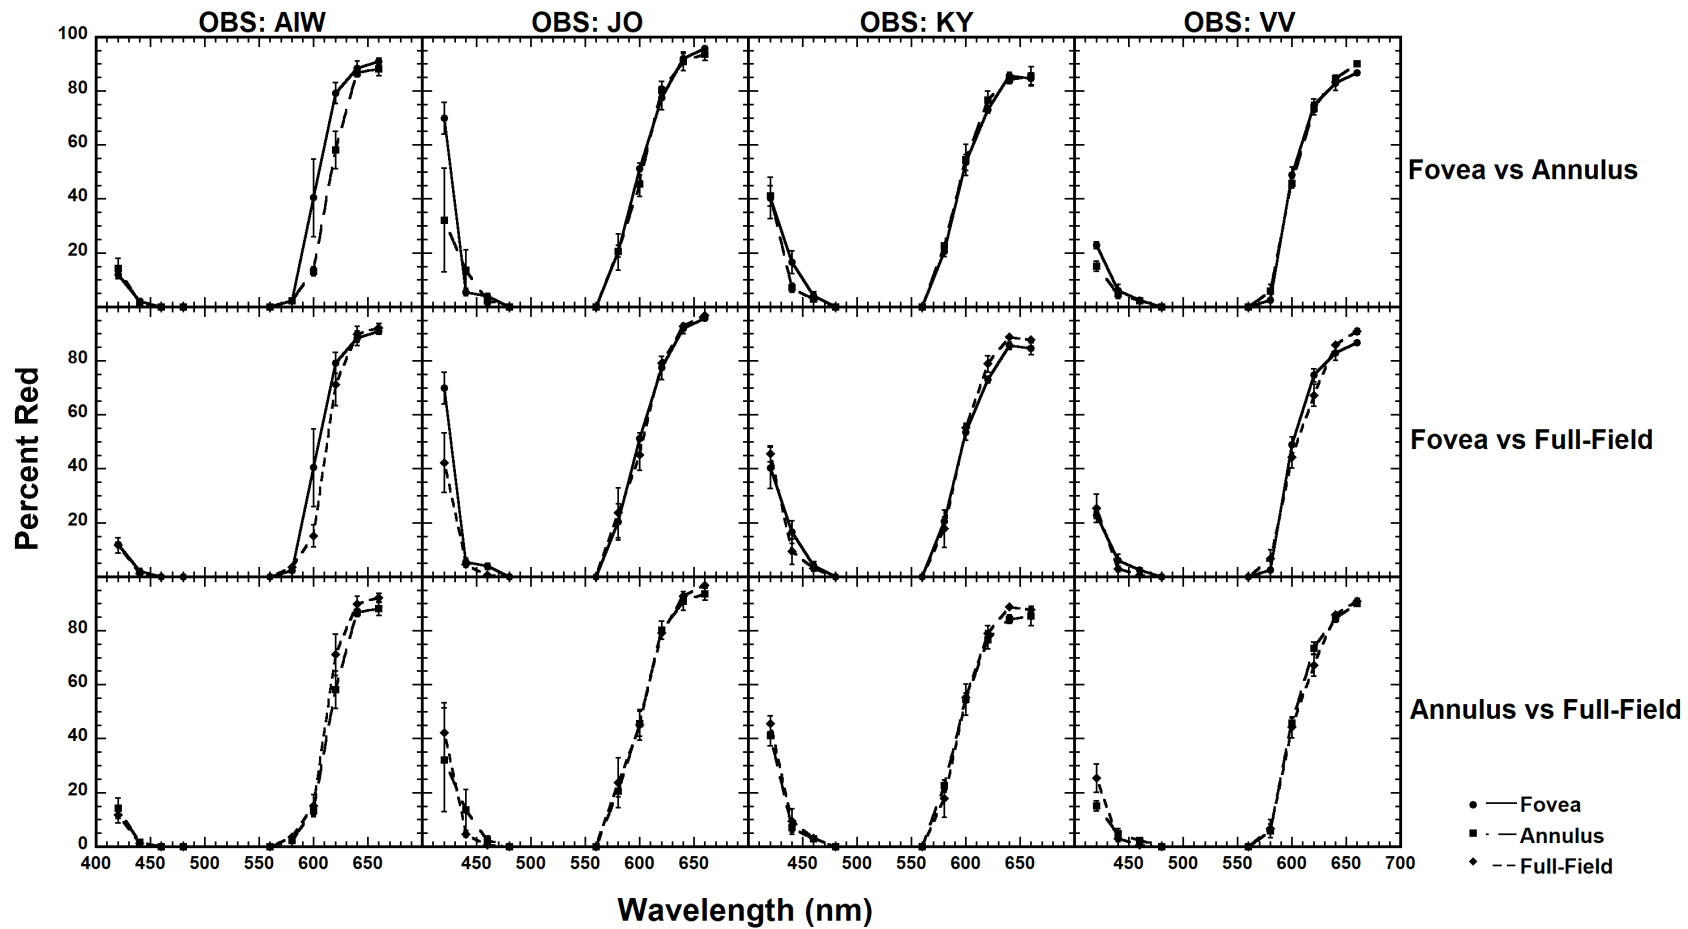 OBS: AIW OBS: JO OBS: KY OBS: VV
100
80
60
40
20
Fovea vs Annulus
80
60
40
20
Fovea vs Full-Field
80
60
40
20
0
Annulus vs Full-Field
Percent Red
400 450 500 550 600 650 450 500 550 600 650 450 500 550 600 650 450 500 550 600 650 700
Wavelength (nm)
Fovea
Annulus
Full-Field